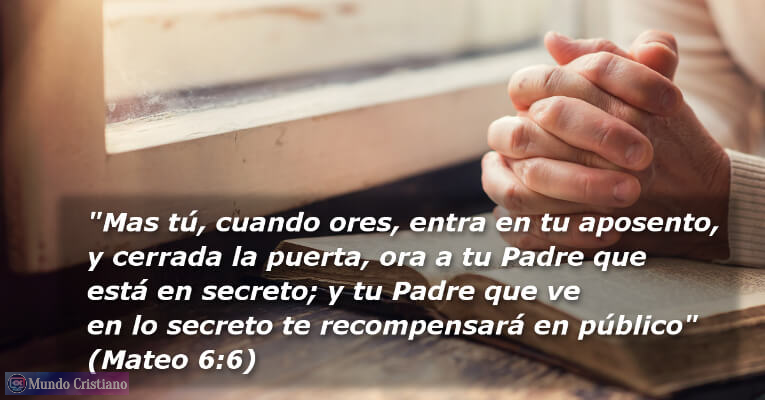 "Mas tú, cuando ores, entra en tu aposento,
y cerrada la puerta, ora a tu Padre que
está en secreto; y tu Padre que ve
en lo secreto te recompensará en público"
(Mateo 6:6)
Mundo Cristiano